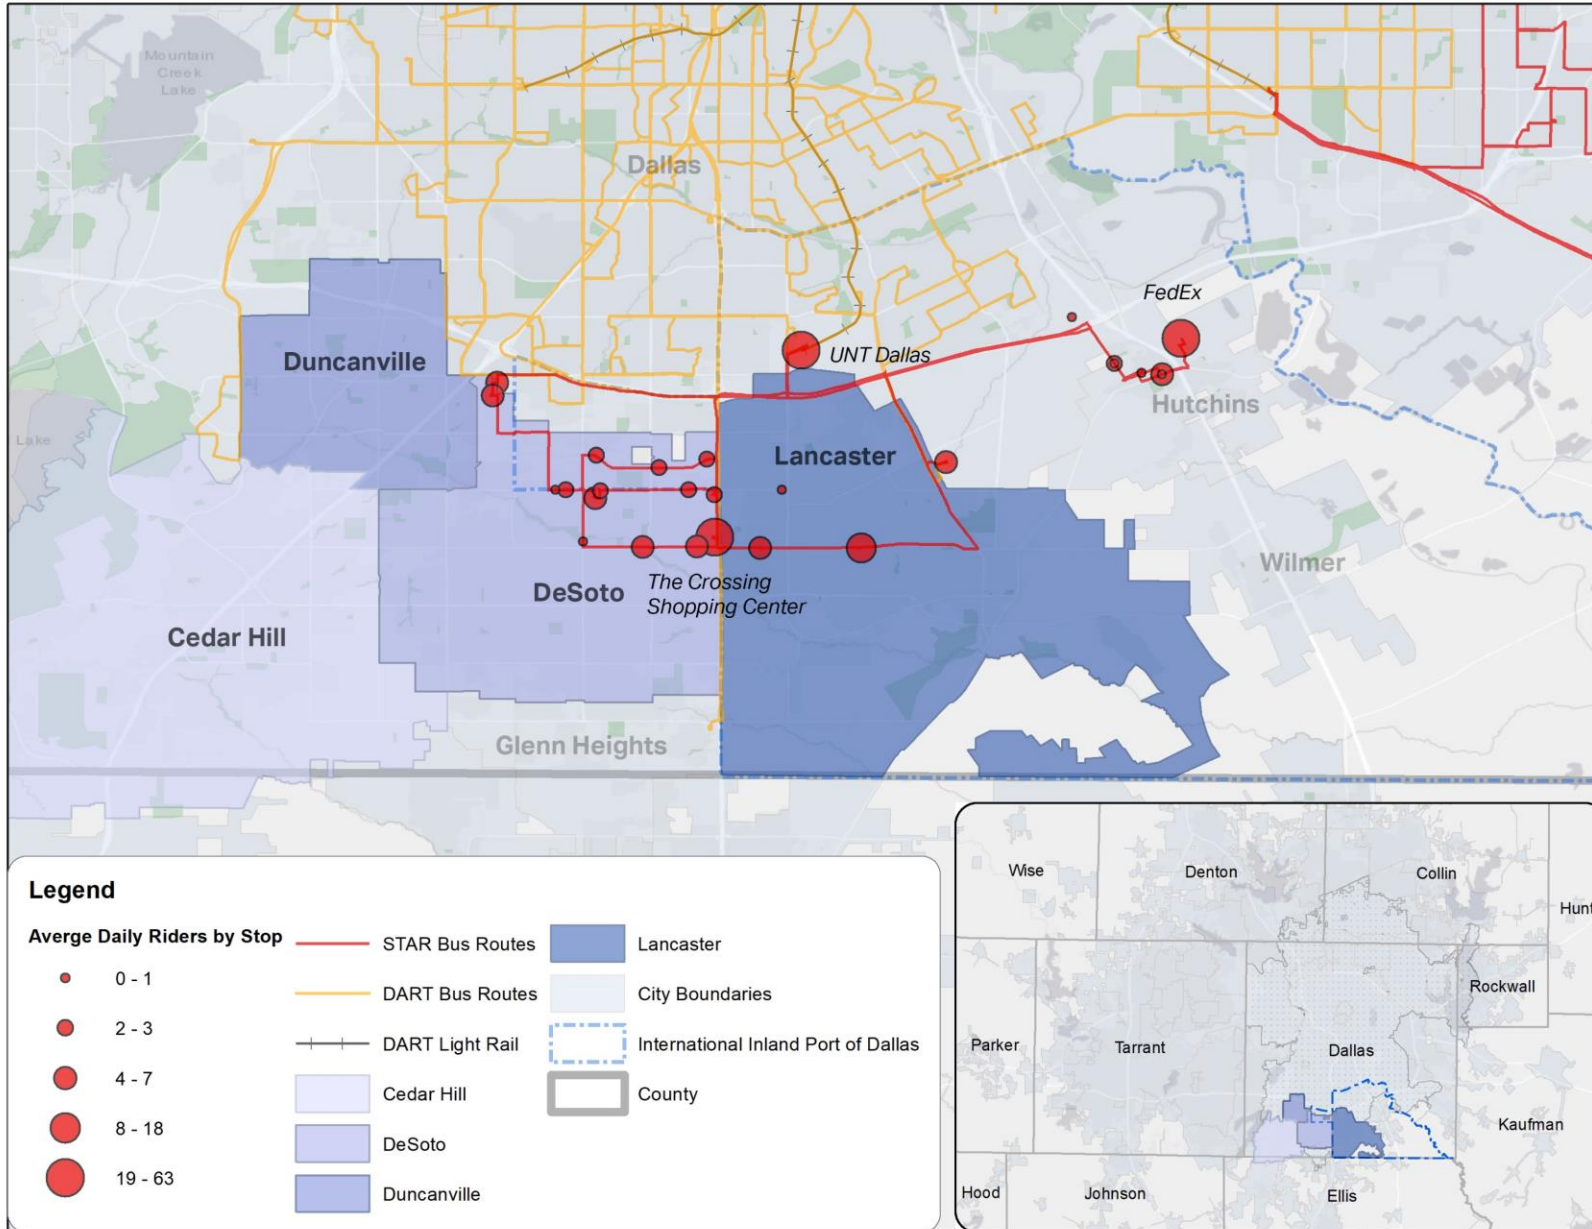 Mountain
Creek
Lake
Dallas
FedEx
UNT Dallas
Duncanville
Hutchins
Lake
Lancaster
Wilmer
The Crossing
Shopping Center
DeSoto
Cedar Hill
Glenn Heights
Legend
Averge Daily Riders by Stop
0 - 1
2 - 3
4 - 7
8 - 18
19 - 63
STAR Bus Routes
DART Bus Routes
DART Light Rail
Cedar Hill
DeSoto
Duncanville
Lancaster
City Boundaries
International Inland Port of Dallas
County
Wise
Denton
Collin
Hunt
Rockwall
Parker
Tarrant
Dallas
Kaufman
Hood
Johnson
Ellis